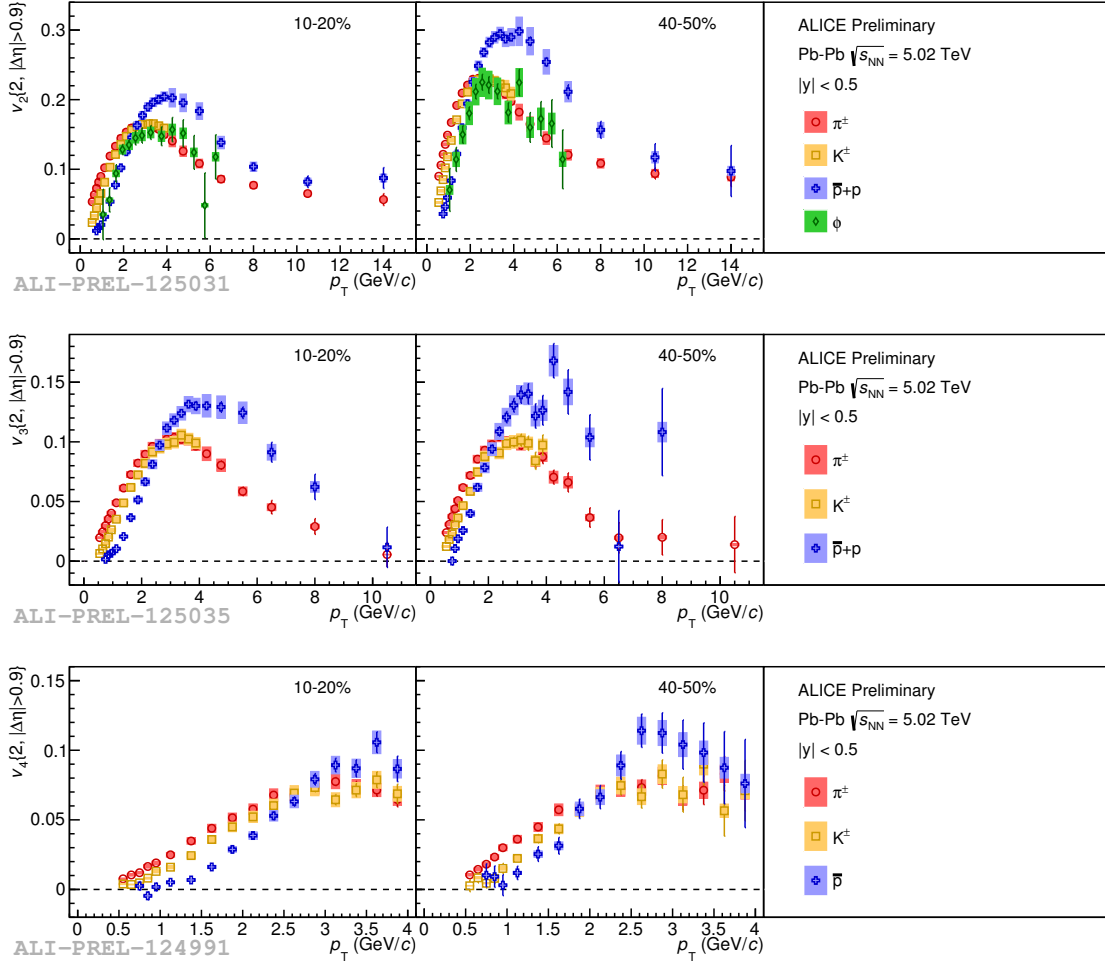 10-20%
40-50%
v2{2, |Δη|>0.9}
0.3
0.2
0.1
0
0 2 4 6 8 10 12 14
0 2 4 6 8 10 12 14
pT (GeV/c)
pT (GeV/c)
ALICE Preliminary
Pb-Pb √sNN = 5.02 TeV
|y| < 0.5
π±
K±
p̅+p
ϕ
ALI-PREL-125031
10-20%
40-50%
v3{2, |Δη|>0.9}
0.15
0.1
0.05
0
0 2 4 6 8 10
0 2 4 6 8 10
pT (GeV/c)
pT (GeV/c)
ALICE Preliminary
Pb-Pb √sNN = 5.02 TeV
|y| < 0.5
π±
K±
p̅+p
ALI-PREL-125035
10-20%
40-50%
v4{2, |Δη|>0.9}
0.15
0.1
0.05
0
0 0.5 1 1.5 2 2.5 3 3.5 4
0 0.5 1 1.5 2 2.5 3 3.5 4
pT (GeV/c)
pT (GeV/c)
ALICE Preliminary
Pb-Pb √sNN = 5.02 TeV
|y| < 0.5
π±
K±
p̅
ALI-PREL-124991